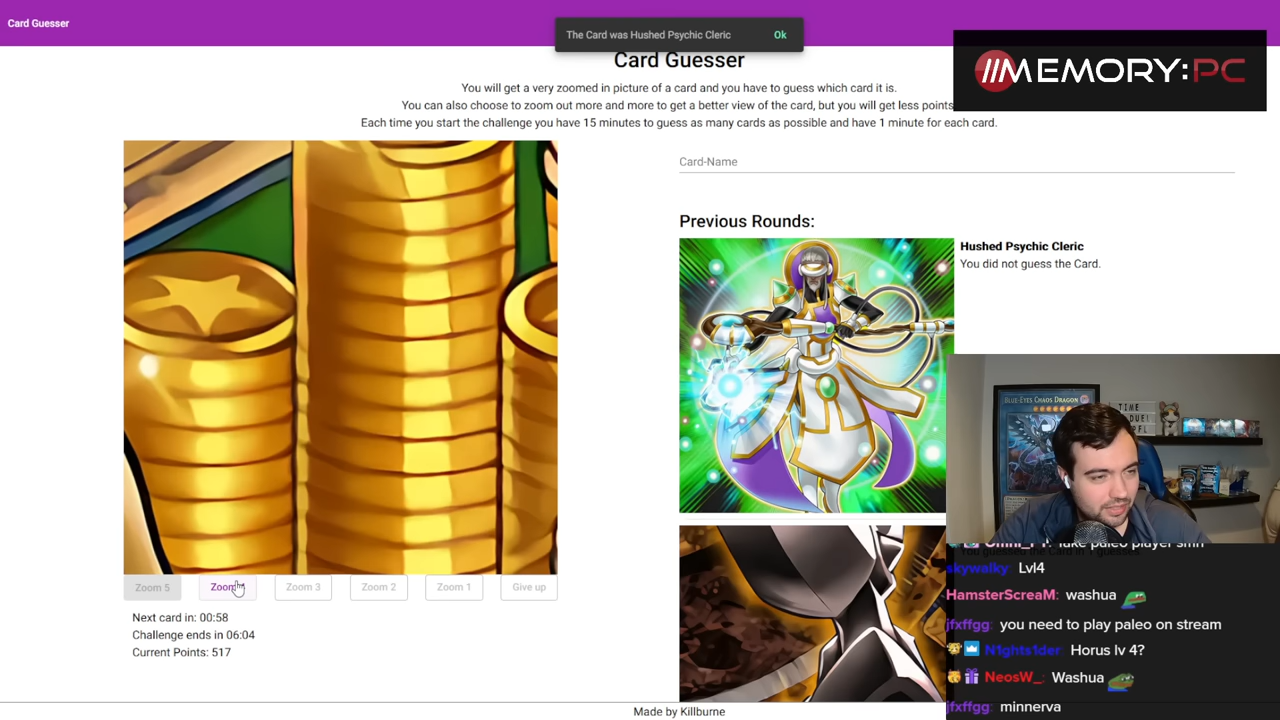 Card Guesser
The Card was Hushed Psychic Cleric
Ok
//MEMORY:PC
Card Guesser
You will get a very zoomed in picture of a card and you have to guess which card it is.
You can also choose to zoom out more and more to get a better view of the card, but you will get less points
Each time you start the challenge you have 15 minutes to guess as many cards as possible and have 1 minute for each card.
Card-Name
Previous Rounds:
Hushed Psychic Cleric
You did not guess the Card.
BLUE-EYES CHAOS DRAGON
TIME
Zoom 5
Zoom
Zoom 3
Zoom 2
Zoom 1
Give up
Next card in: 00:58
Challenge ends in 06:04
Current Points: 517
skywalky: Lvl4
HamsterScreaM: washua
jfxffgg: you need to play paleo on stream
N1ghts1der: Horus lv 4?
NeosW_: Washua
jfxffgg: minnerva
Made by Killburne